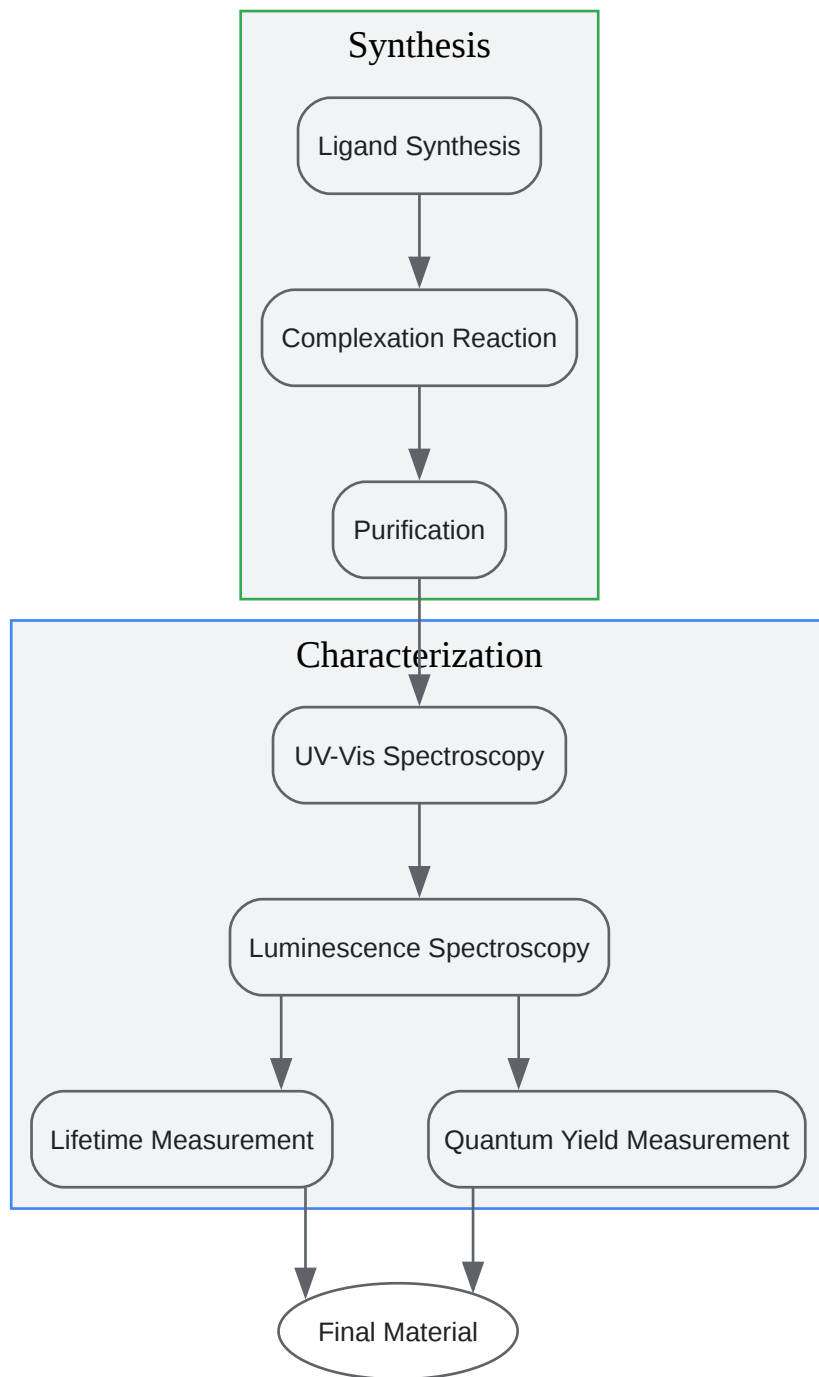 Synthesis
Ligand Synthesis
Complexation Reaction
Purification
Characterization
UV-Vis Spectroscopy
Luminescence Spectroscopy
Lifetime Measurement
Quantum Yield Measurement
Final Material